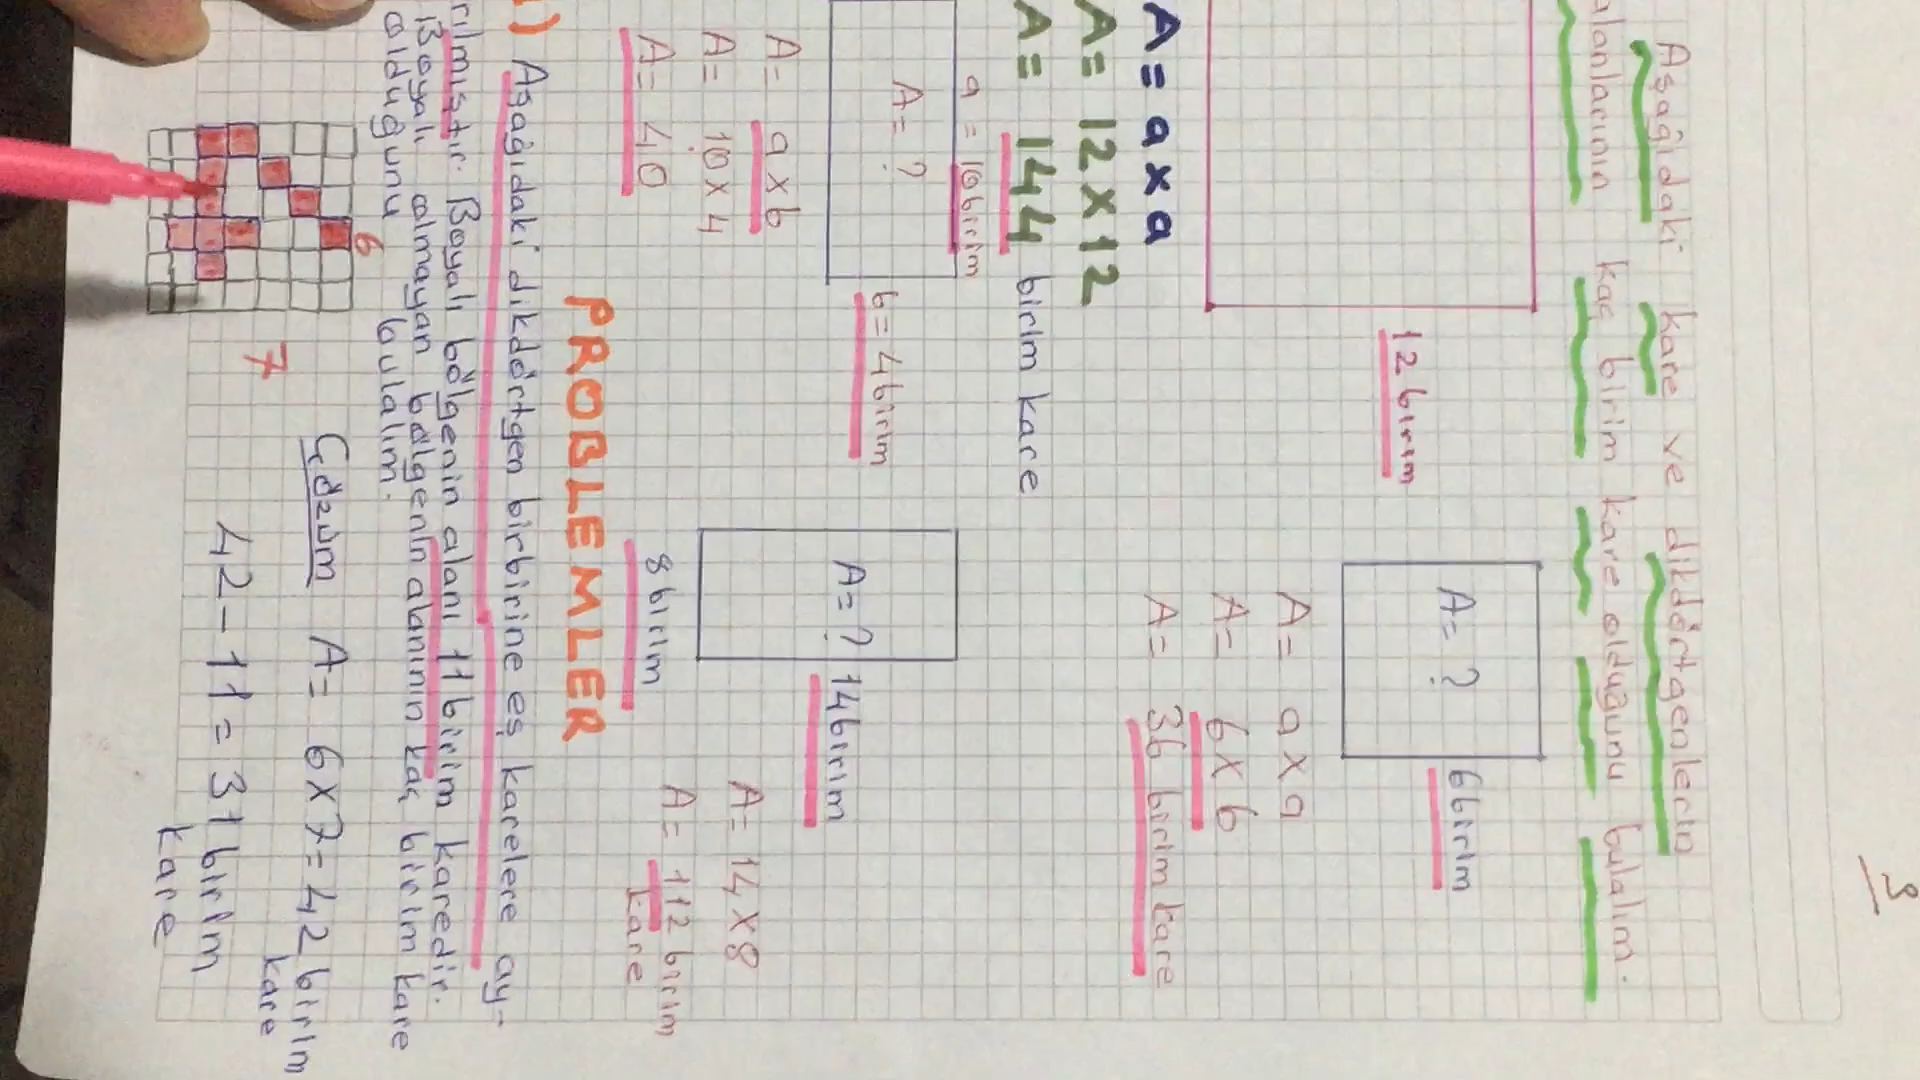 Aşağıdaki kare ve dikdörtgenlerin
alanlarının kaç birim kare olduğunu bulalım.
12 birim
A = a x a
A = 12 X 12
A = 144 birim kare
A = ?
6 birim
A = a x a
A = 6 x 6
A = 36 birim kare
a = 10 birim
A = ?
b = 4 birim
A = a x b
A = 10 x 4
A = 40
A = ?
14 birim
8 birim
A = 14 x 8
A = 112 birim
kare
PROBLEMLER
) Aşağıdaki dikdörtgen birbirine eş karelere ay-
rılmıştır. Boyalı bölgenin alanı 11 birim karedir.
Boyalı olmayan bölgenin alanının kaç birim kare
olduğunu bulalım.
6
7
Çözüm
A = 6 x 7 = 42 birim
kare
42 - 11 = 31 birim
kare